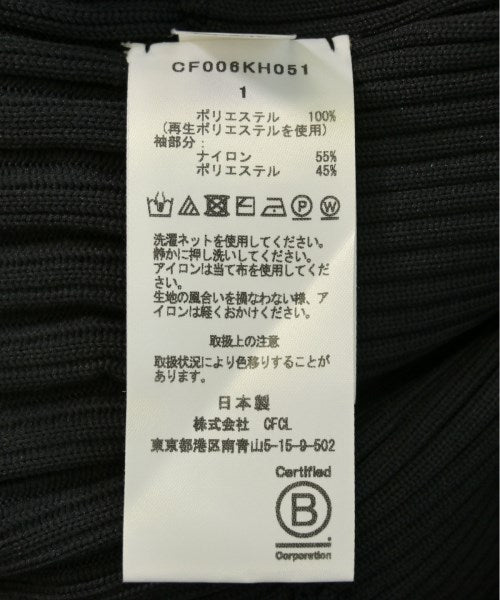 CF006KH051
1
ポリエステル 100%
(再生ポリエステルを使用)
袖部分:
ナイロン 55%
ポリエステル 45%
P W
洗濯ネットを使用してください。
静かに押し洗いしてください。
アイロンは当て布を使用してくだ
さい。
生地の風合いを損なわない様、ア
イロンは軽くおかけください。
取扱上の注意
取扱状況により色移りすることが
あります。
日本製
株式会社 CFCL
東京都港区南青山5-15-9-502
Certified
B
Corporation